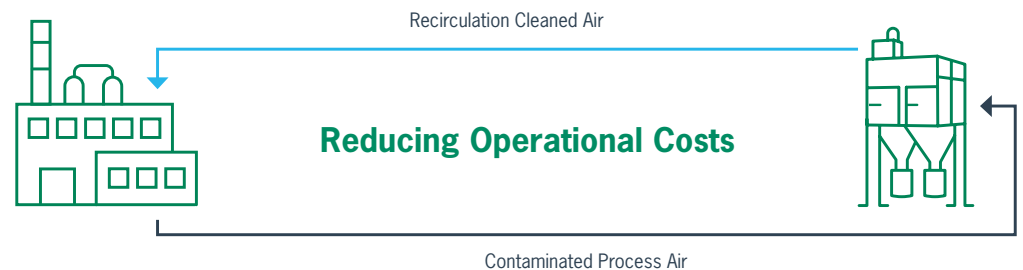 Recirculation Cleaned Air
Reducing Operational Costs
Contaminated Process Air